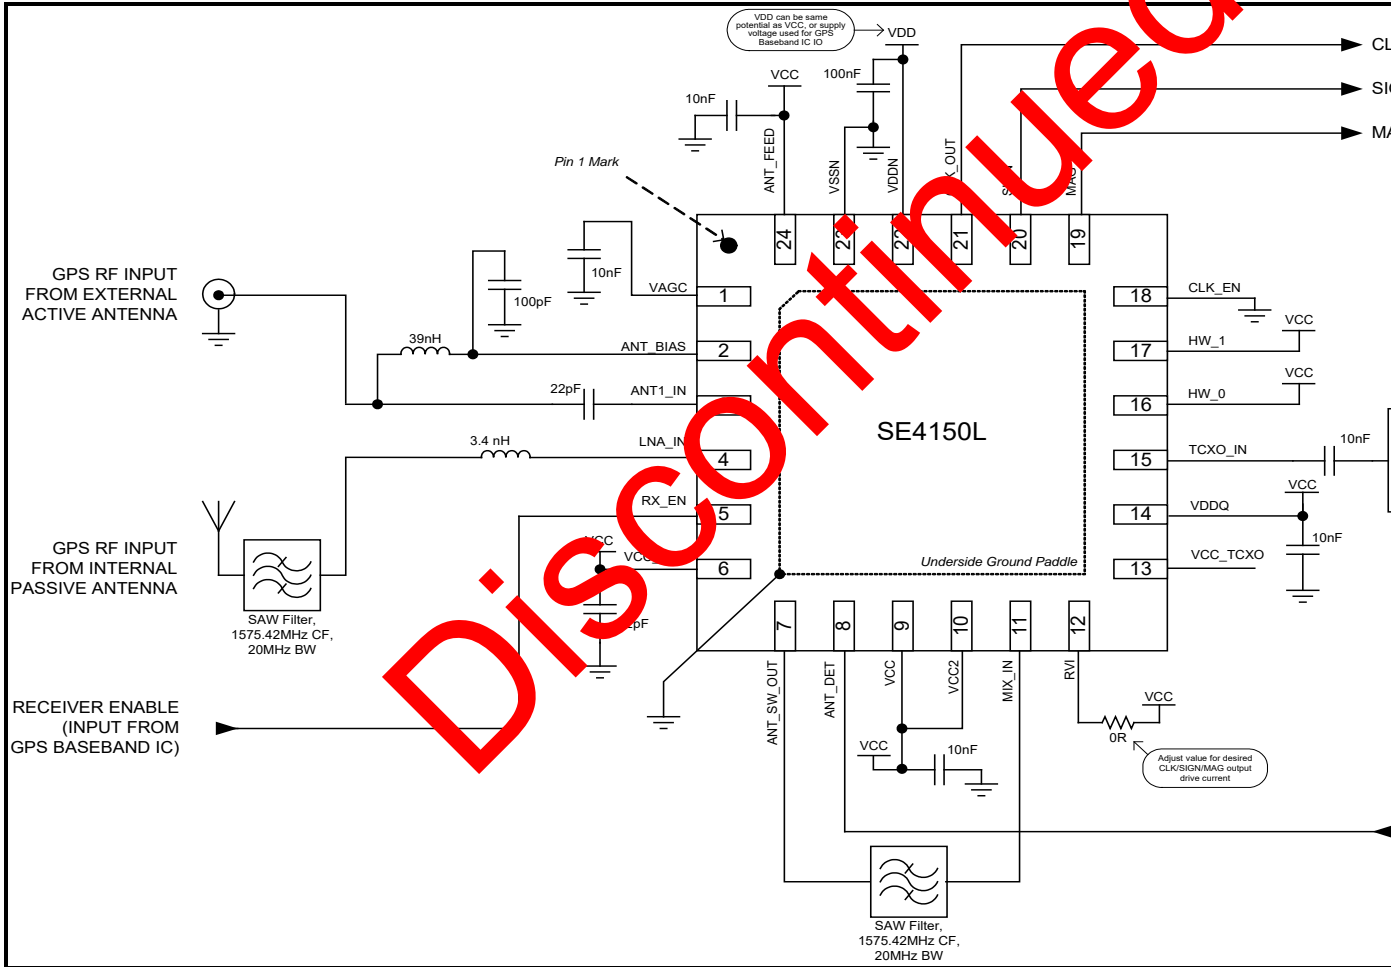 VDD can be same
potential as VCC, or supply
voltage used for GPS
Baseband IC IO
VDD
VCC
100nF
10nF
ANT_FEED
VSSN
VDDN
Pin 1 Mark
24
21
20
19
GPS RF INPUT
FROM EXTERNAL
ACTIVE ANTENNA
10nF
100pF
VAGC
1
39nH
ANT_BIAS
2
22pF
ANT1_IN
3.4 nH
LNA_IN
4
RX_EN
5
VCC
6
GPS RF INPUT
FROM INTERNAL
PASSIVE ANTENNA
SAW Filter,
1575.42MHz CF,
20MHz BW
RECEIVER ENABLE
(INPUT FROM
GPS BASEBAND IC)
SE4150L
Underside Ground Paddle
Discontinued
18
CLK_EN
17
HW_1
VCC
16
HW_0
VCC
15
TCXO_IN
10nF
14
VDDQ
VCC
10nF
13
VCC_TCXO
7
8
9
10
11
12
ANT_SW_OUT
ANT_DET
VCC
VCC2
MIX_IN
RVI
VCC
10nF
VCC
0R
Adjust value for desired
CLK/SIGN/MAG output
drive current
SAW Filter,
1575.42MHz CF,
20MHz BW